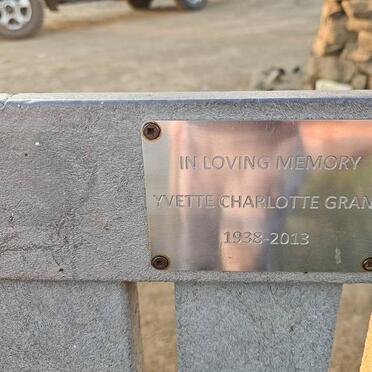 IN LOVING MEMORY
YVETTE CHARLOTTE GRAN
1938-2013